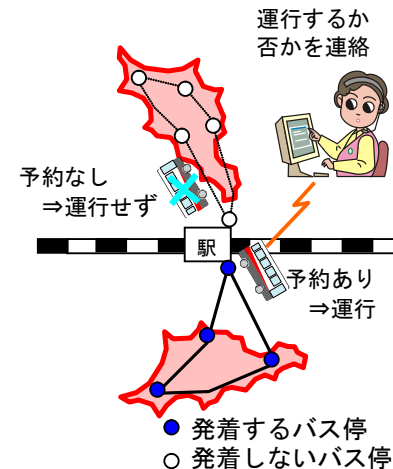 運行するか
否かを連絡
予約なし
⇒運行せず
駅
予約あり
⇒運行
発着するバス停
発着しないバス停